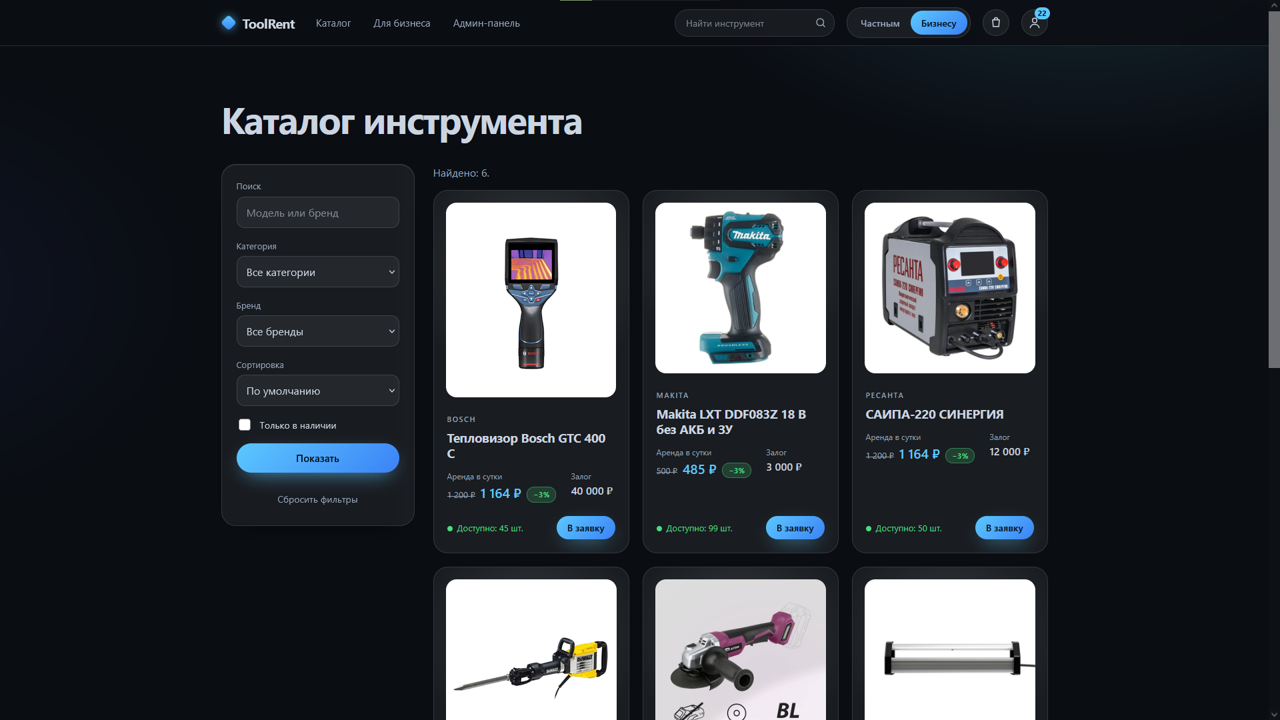 ToolRent
Каталог
Для бизнеса
Админ-панель
Найти инструмент
Частным
Бизнесу
22
Каталог инструмента
Поиск
Модель или бренд
Категория
Все категории
Бренд
Все бренды
Сортировка
По умолчанию
Только в наличии
Показать
Сбросить фильтры
Найдено: 6.
BOSCH
Тепловизор Bosch GTC 400
C
Аренда в сутки
Залог
1 200 ₽ 1 164 ₽ −3%
40 000 ₽
Доступно: 45 шт.
В заявку
makita
MAKITA
Makita LXT DDF083Z 18 В
без АКБ и ЗУ
Аренда в сутки
Залог
500 ₽ 485 ₽ −3%
3 000 ₽
Доступно: 99 шт.
В заявку
РЕСАНТА
РЕСАНТА
САИПА-220 СИНЕРГИЯ
Аренда в сутки
Залог
1 200 ₽ 1 164 ₽ −3%
12 000 ₽
Доступно: 50 шт.
В заявку
BL